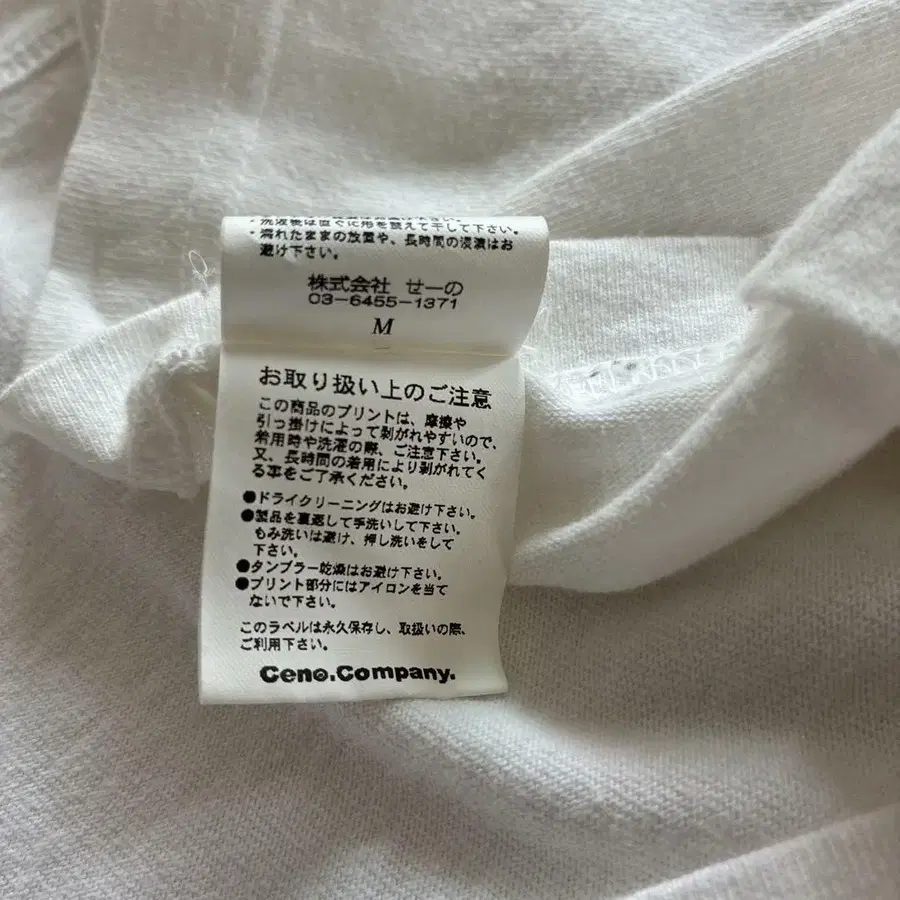 ・洗濯後は直ぐに形を整えて干して下さい。
・濡れたままの放置や、長時間の浸漬はお
避け下さい。
株式会社 せーの
03-6455-1371
M
お取り扱い上のご注意
この商品のプリントは、摩擦や
引っ掛けによって剥がれやすいので、
着用時や洗濯の際、ご注意下さい。
又、長時間の着用により剥がれてく
る事をご了承ください。
●ドライクリーニングはお避け下さい。
●製品を裏返して手洗いして下さい。
もみ洗いは避け、押し洗いをして
下さい。
●タンブラー乾燥はお避け下さい。
●プリント部分にはアイロンを当て
ないで下さい。
このラベルは永久保存し、取扱いの際、
ご利用下さい。
Ceno.Company.